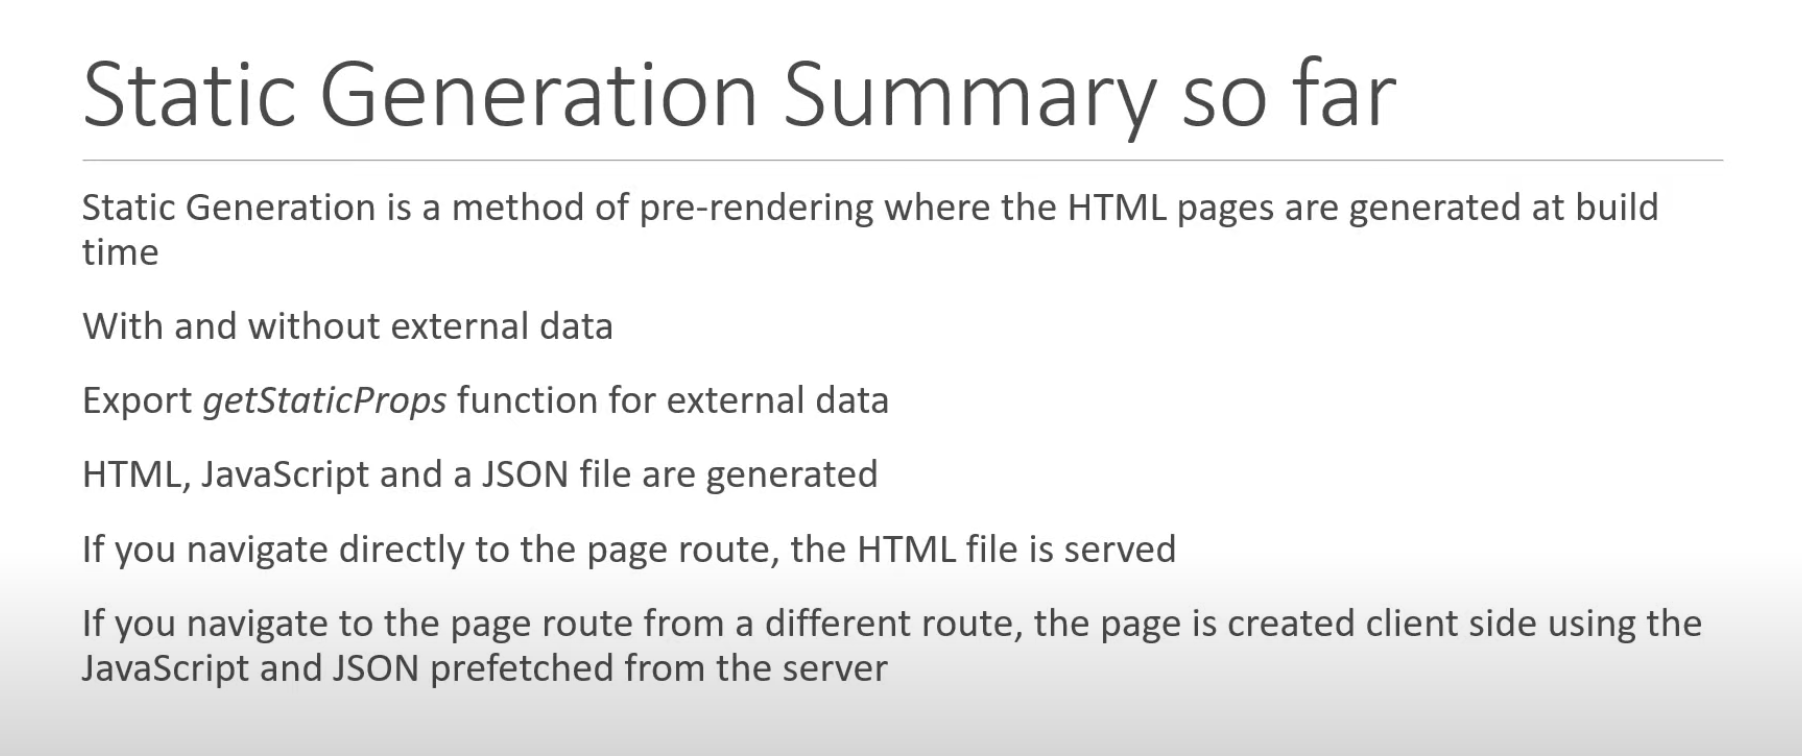 Static Generation Summary so far
Static Generation is a method of pre-rendering where the HTML pages are generated at build
time
With and without external data
Export getStaticProps function for external data
HTML, JavaScript and a JSON file are generated
If you navigate directly to the page route, the HTML file is served
If you navigate to the page route from a different route, the page is created client side using the
JavaScript and JSON prefetched from the server